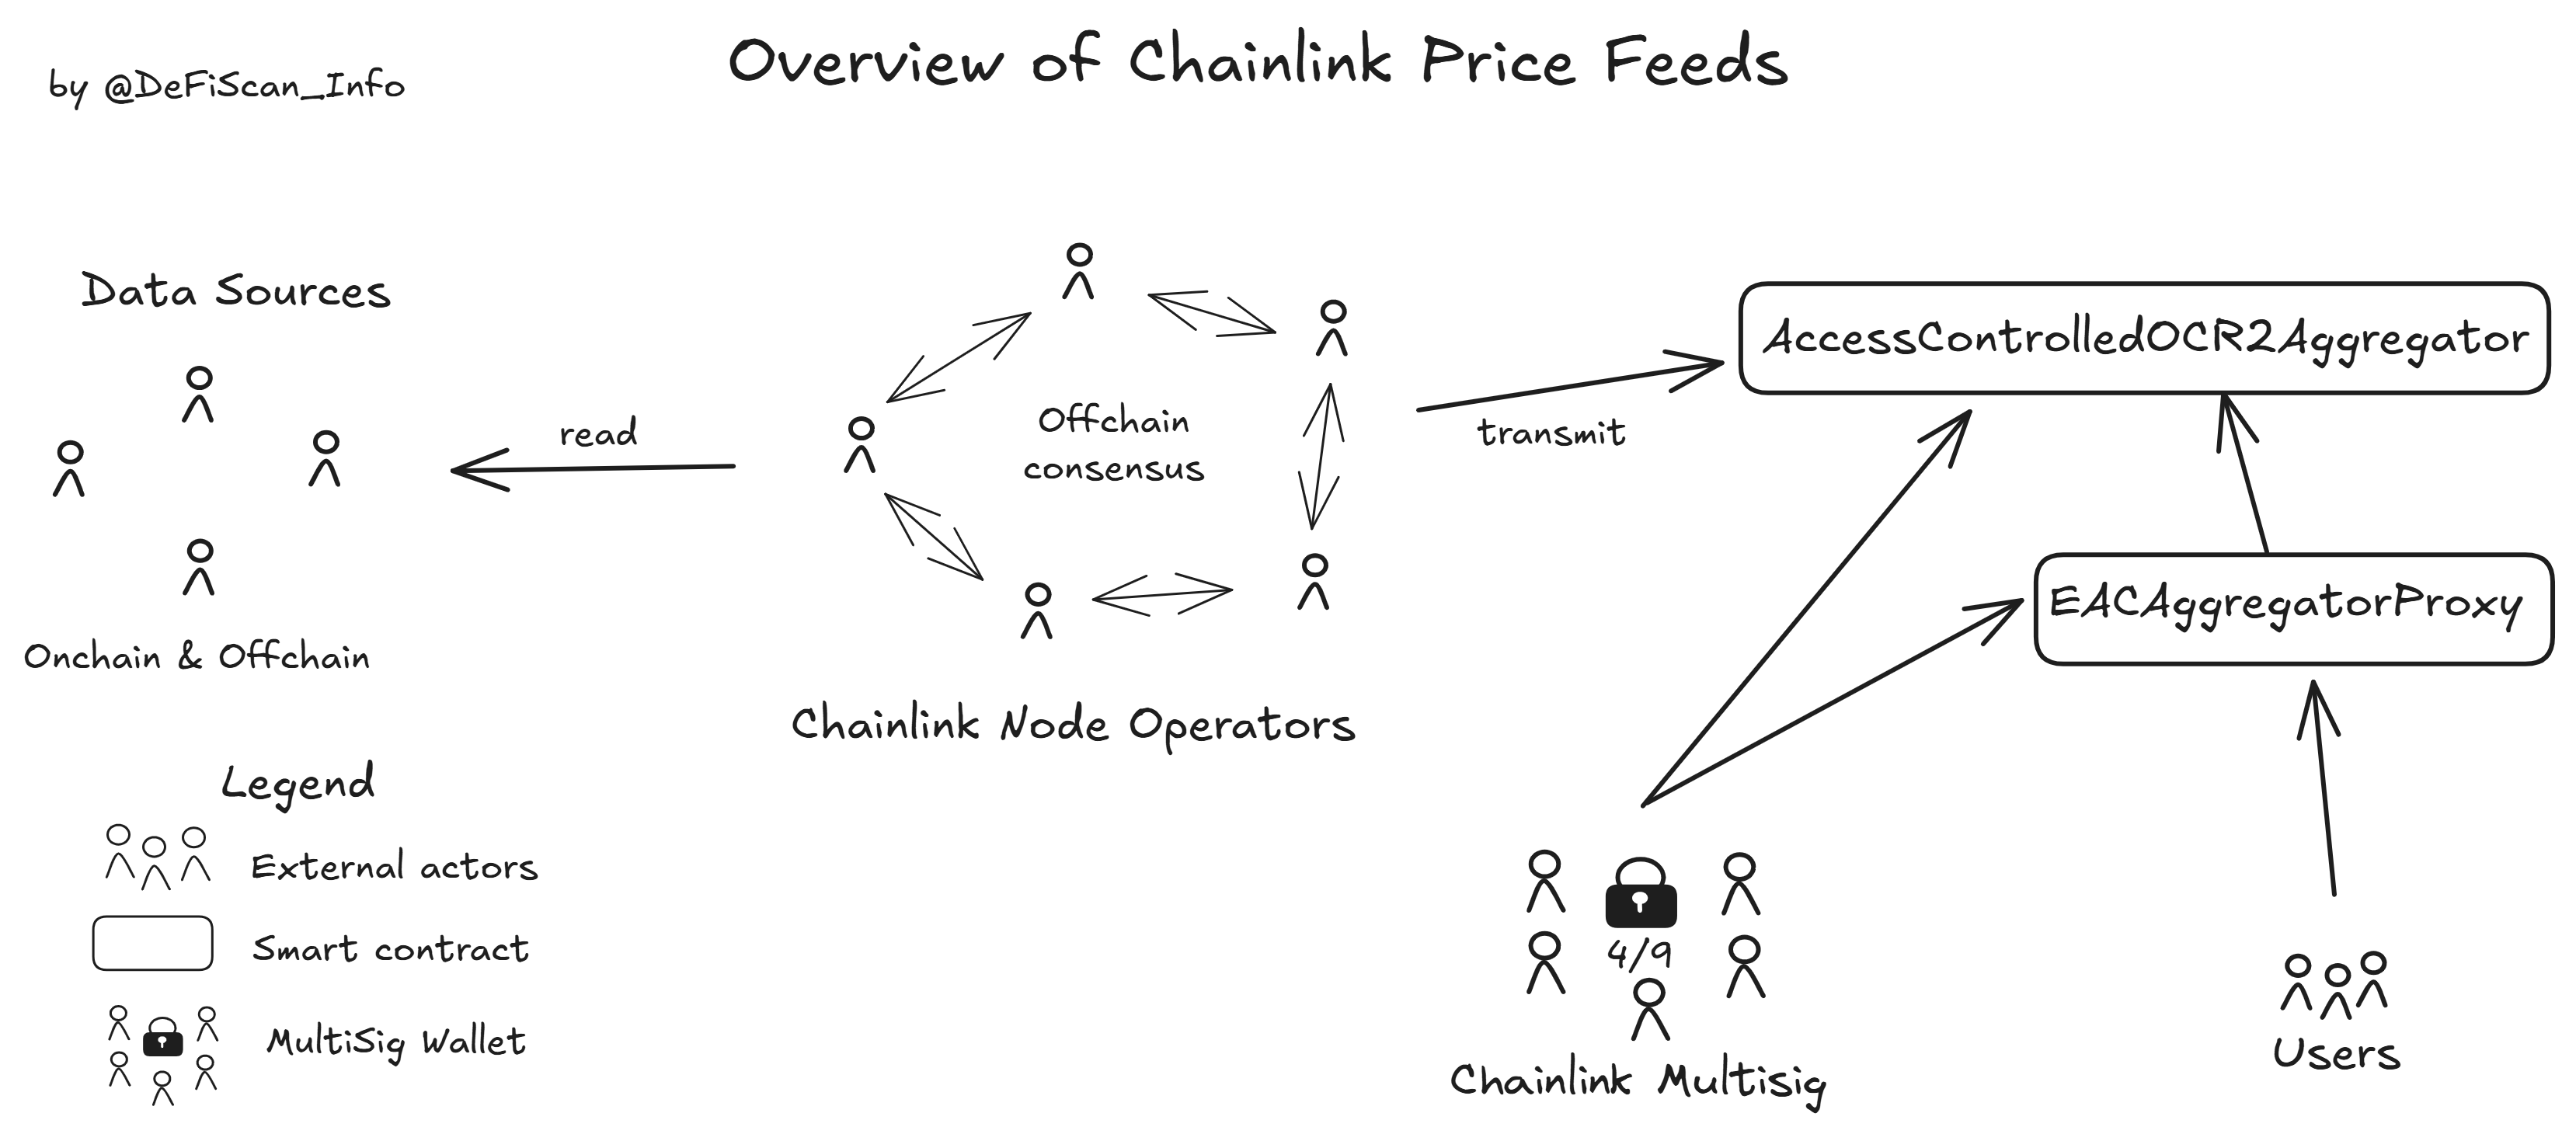 Overview of Chainlink Price Feeds
by @DeFiScan_Info
Data Sources
Onchain & Offchain
read
Offchain
consensus
Chainlink Node Operators
transmit
AccessControlledOCR2Aggregator
EACAggregatorProxy
4/9
Chainlink Multisig
Users
Legend
External actors
Smart contract
MultiSig Wallet